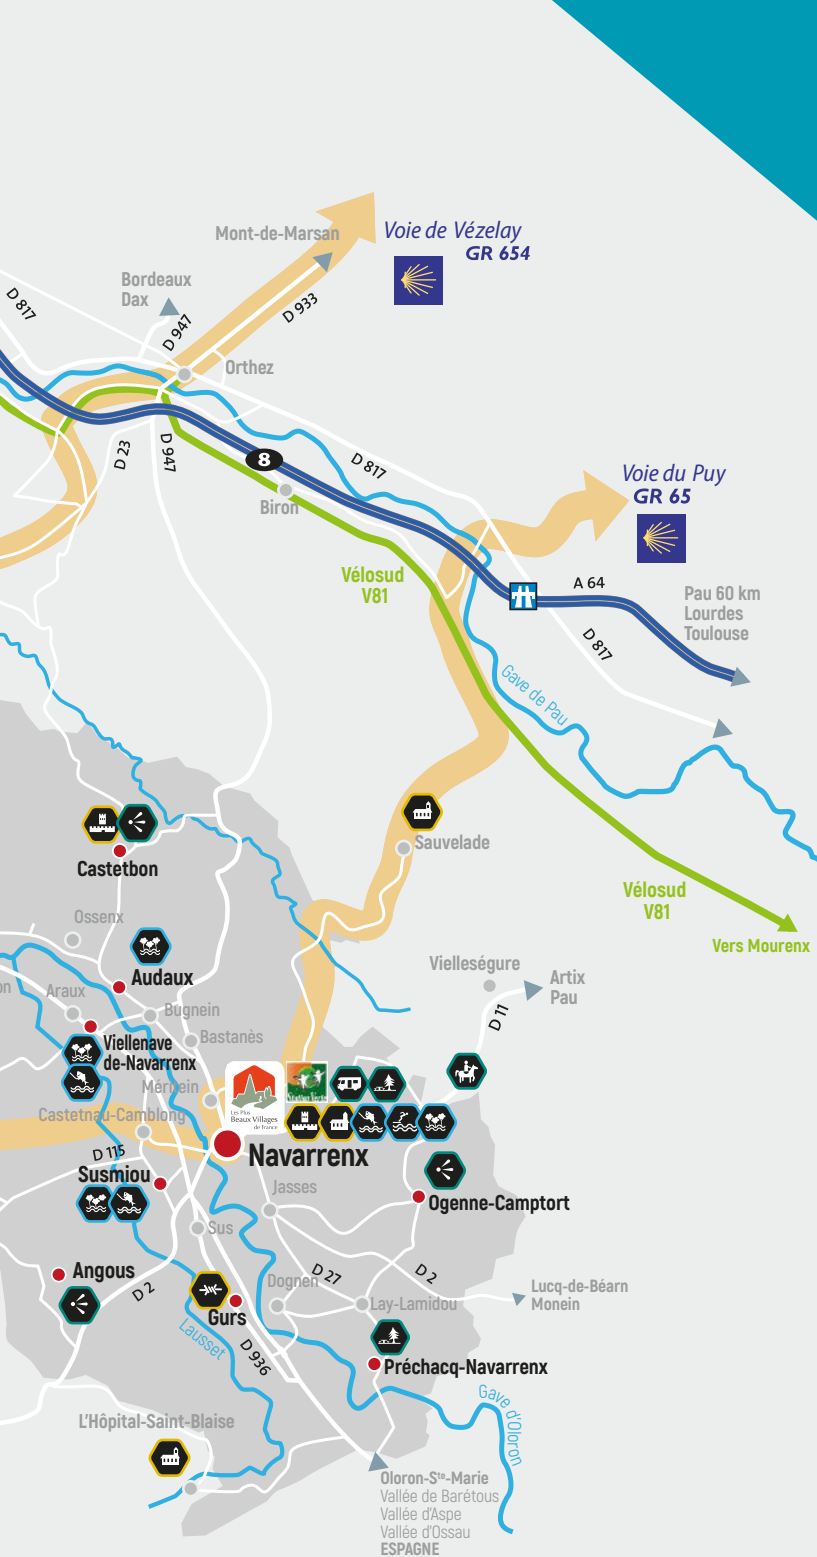 Mont-de-Marsan
Voie de Vézelay
GR 654
Bordeaux
Dax
D 817
D 947
D 933
Orthez
D 23
D 947
8
D 817
Biron
Voie du Puy
GR 65
Vélosud
V81
A 64
Pau 60 km
Lourdes
Toulouse
D 817
Gave de Pau
Castetbon
Sauvelade
Vélosud
V81
Vers Mourenx
Ossenx
Audaux
Vielleségure
Artix
Pau
on
Araux
Bugnein
D 11
Viellenave
de-Navarrenx
Bastanès
Méritein
Les Plus
Beaux Villages
de France
Station Verte
Castetnau-Camblong
Navarrenx
D 115
Susmiou
Jasses
Ogenne-Camptort
Sus
Angous
D 2
D 27
D 2
Dognen
Lay-Lamidou
Lucq-de-Béarn
Monein
Gurs
Lausset
D 936
Préchacq-Navarrenx
Gave d'Oloron
L'Hôpital-Saint-Blaise
Oloron-Ste-Marie
Vallée de Barétous
Vallée d'Aspe
Vallée d'Ossau
ESPAGNE